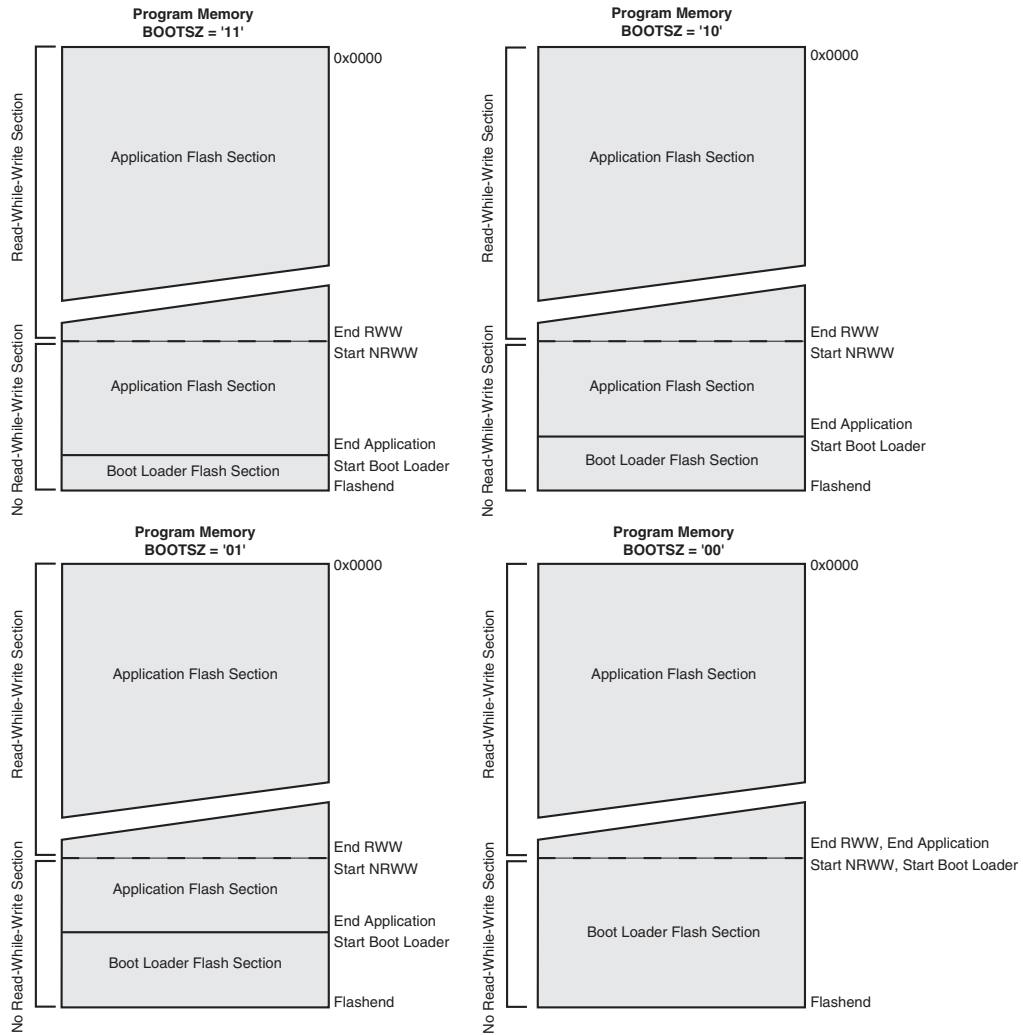 Program Memory
BOOTSZ = '11'
0x0000
Read-While-Write Section
Application Flash Section
End RWW
Start NRWW
No Read-While-Write Section
Application Flash Section
End Application
Start Boot Loader
Boot Loader Flash Section
Flashend
Program Memory
BOOTSZ = '10'
0x0000
Read-While-Write Section
Application Flash Section
End RWW
Start NRWW
No Read-While-Write Section
Application Flash Section
End Application
Start Boot Loader
Boot Loader Flash Section
Flashend
Program Memory
BOOTSZ = '01'
0x0000
Read-While-Write Section
Application Flash Section
End RWW
Start NRWW
No Read-While-Write Section
Application Flash Section
End Application
Start Boot Loader
Boot Loader Flash Section
Flashend
Program Memory
BOOTSZ = '00'
0x0000
Read-While-Write Section
Application Flash Section
End RWW, End Application
Start NRWW, Start Boot Loader
No Read-While-Write Section
Boot Loader Flash Section
Flashend